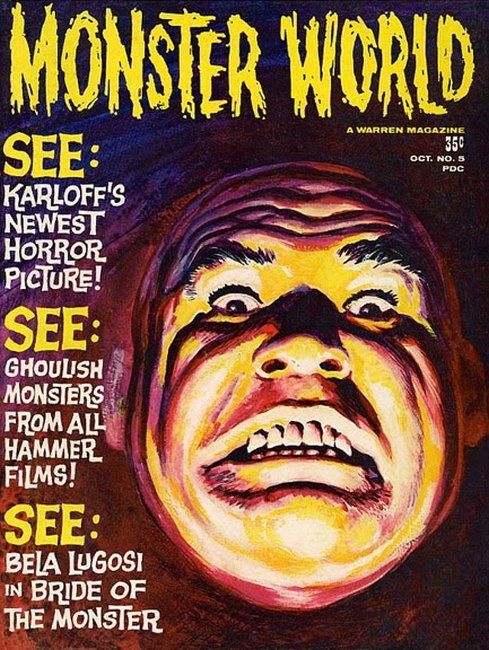 MONSTER WORLD
A WARREN MAGAZINE
35¢
OCT. NO. 5
PDC
SEE:
KARLOFF'S
NEWEST
HORROR
PICTURE!
SEE:
GHOULISH
MONSTERS
FROM ALL
HAMMER
FILMS!
SEE:
BELA LUGOSI
IN BRIDE OF
THE MONSTER